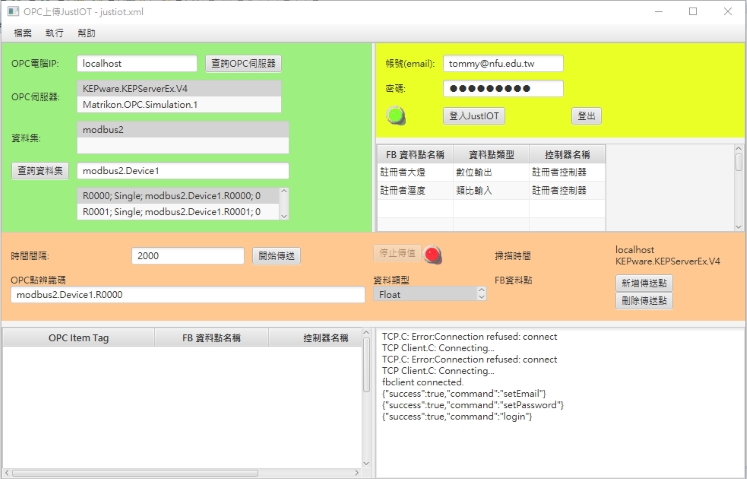 OPC上傳JustIOT - justiot.xml
檔案 執行 幫助
OPC電腦IP: localhost 查詢OPC伺服器
OPC伺服器: KEPware.KEPServerEx.V4
Matrikon.OPC.Simulation.1
資料集: modbus2
查詢資料集 modbus2.Device1
R0000; Single; modbus2.Device1.R0000; 0
R0001; Single; modbus2.Device1.R0001; 0
帳號(email): tommy@nfu.edu.tw
密碼: ●●●●●●●●●
登入JustIOT 登出
FB 資料點名稱 資料點類型 控制器名稱
註冊者大燈 數位輸出 註冊者控制器
註冊者溫度 類比輸入 註冊者控制器
時間間隔: 2000 開始傳送 停止傳值 掃描時間 localhost
KEPware.KEPServerEx.V4
OPC點辨識碼 資料類型 FB資料點 新增傳送點
modbus2.Device1.R0000 Float 刪除傳送點
OPC Item Tag FB 資料點名稱 控制器名稱
TCP.C: Error:Connection refused: connect
TCP Client.C: Connecting...
TCP.C: Error:Connection refused: connect
TCP Client.C: Connecting...
fbclient connected.
{"success":true,"command":"setEmail"}
{"success":true,"command":"setPassword"}
{"success":true,"command":"login"}